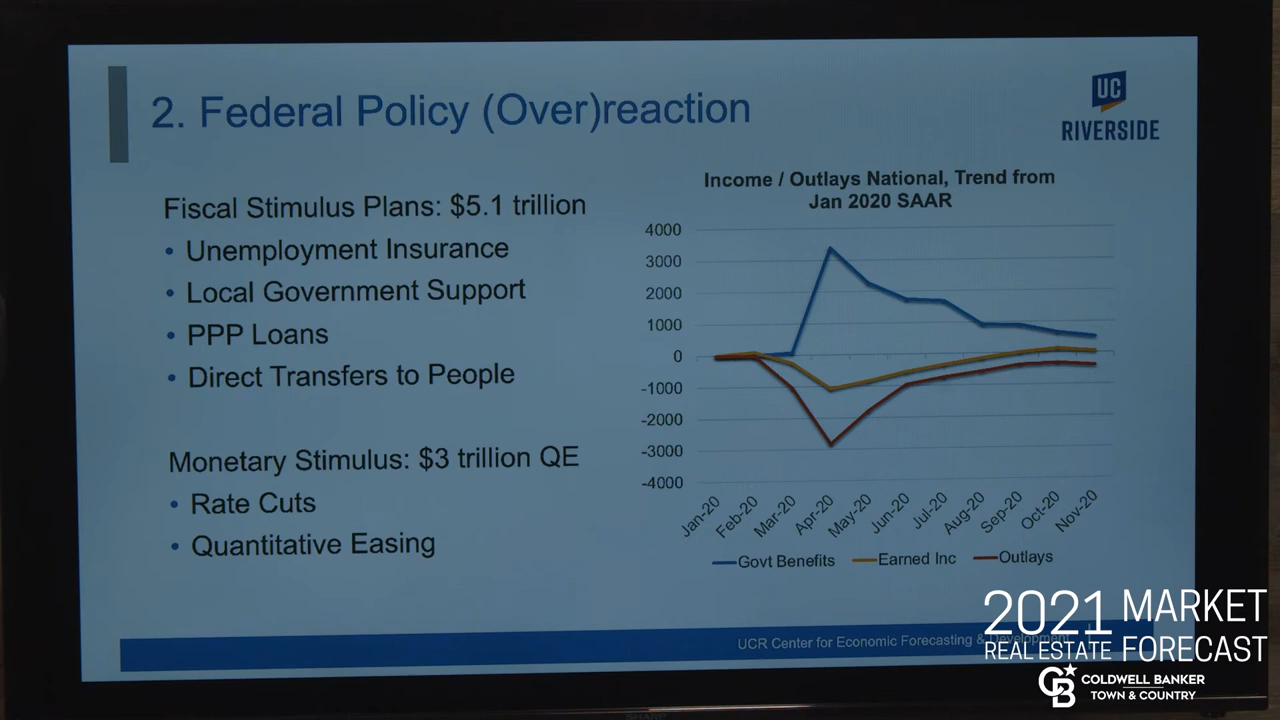 2. Federal Policy (Over)reaction
UC
RIVERSIDE
Fiscal Stimulus Plans: $5.1 trillion
• Unemployment Insurance
• Local Government Support
• PPP Loans
• Direct Transfers to People
Monetary Stimulus: $3 trillion QE
• Rate Cuts
• Quantitative Easing
Income / Outlays National, Trend from
Jan 2020 SAAR
4000
3000
2000
1000
0
-1000
-2000
-3000
-4000
Jan-20
Feb-20
Mar-20
Apr-20
May-20
Jun-20
Jul-20
Aug-20
Sep-20
Oct-20
Nov-20
Govt Benefits
Earned Inc
Outlays
UCR Center for Economic Forecasting & Development
2021 MARKET
REAL ESTATE FORECAST
CB
COLDWELL BANKER
TOWN & COUNTRY